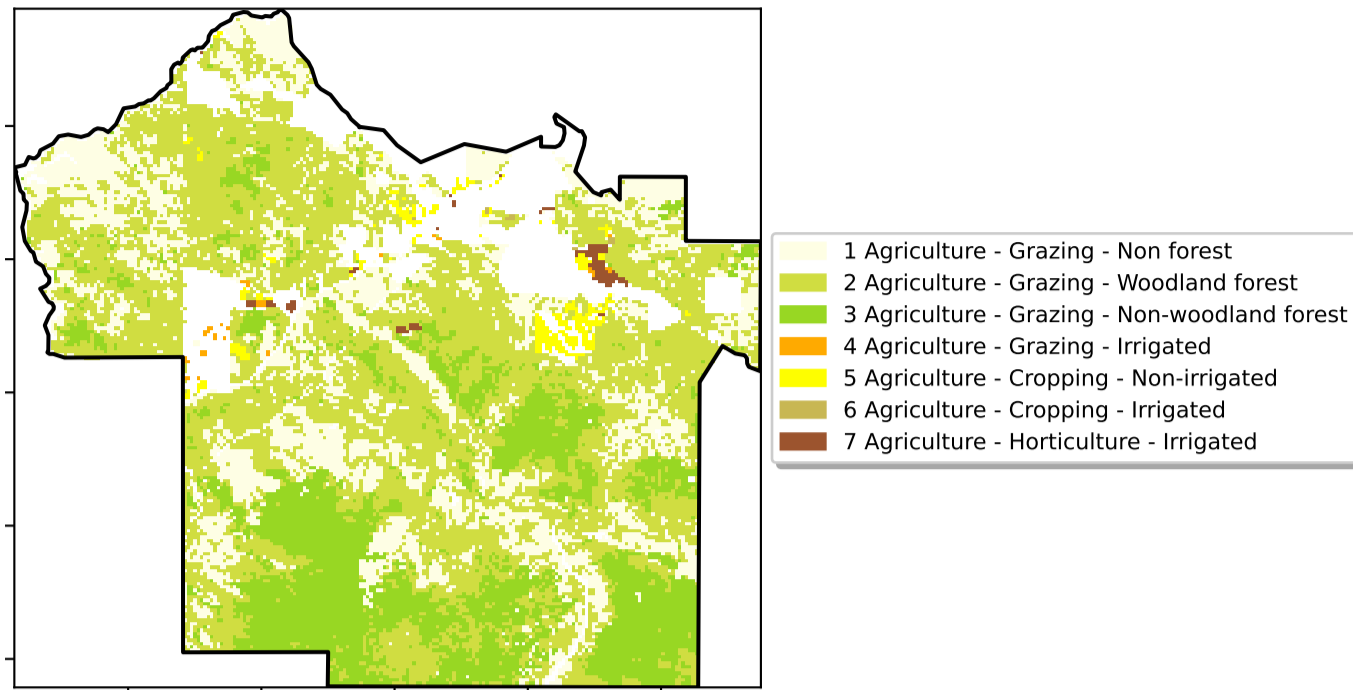 1 Agriculture - Grazing - Non forest
2 Agriculture - Grazing - Woodland forest
3 Agriculture - Grazing - Non-woodland forest
4 Agriculture - Grazing - Irrigated
5 Agriculture - Cropping - Non-irrigated
6 Agriculture - Cropping - Irrigated
7 Agriculture - Horticulture - Irrigated